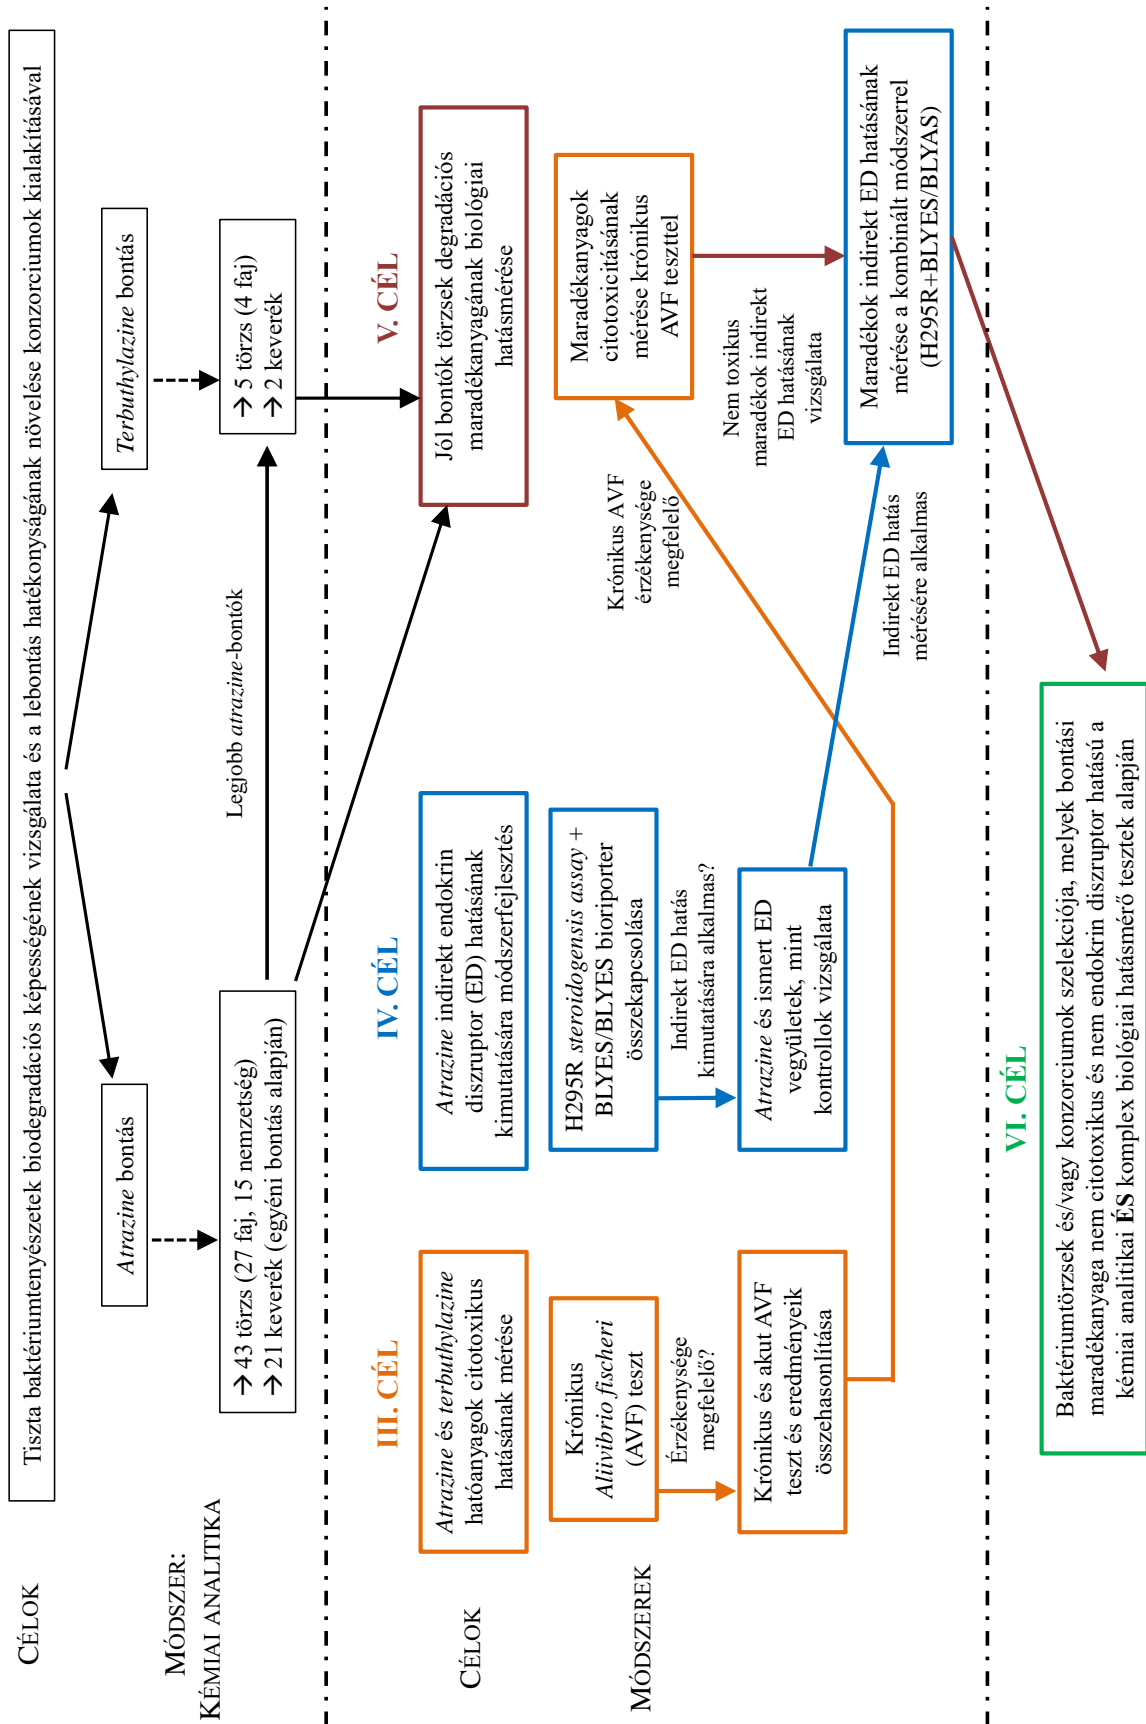 CÉLOK
Tiszta baktériumtenyészetek biodegradációs képességének vizsgálata és a lebontás hatékonyságának növelése konzorciumok kialakításával
Atrazine bontás
Terbuthylazine bontás
MÓDSZER:
KÉMIAI ANALITIKA
→ 43 törzs (27 faj, 15 nemzetség)
→ 21 keverék (egyéni bontás alapján)
Legjobb atrazine-bontók
→ 5 törzs (4 faj)
→ 2 keverék
CÉLOK
III. CÉL
Atrazine és terbuthylazine
hatóanyagok citotoxikus
hatásának mérése
IV. CÉL
Atrazine indirekt endokrin
diszruptor (ED) hatásának
kimutatására módszerfejlesztés
V. CÉL
Jól bontók törzsek degradációs
maradékanyagának biológiai
hatásmérése
MÓDSZEREK
Krónikus
Aliivibrio fischeri
(AVF) teszt
Érzékenysége
megfelelő?
Krónikus és akut AVF
teszt és eredményeik
összehasonlítása
H295R steroidogensis assay +
BLYES/BLYES bioriporter
összekapcsolása
Indirekt ED hatás
kimutatására alkalmas?
Atrazine és ismert ED
vegyületek, mint
kontrollok vizsgálata
Krónikus AVF
érzékenysége
megfelelő
Maradékanyagok
citotoxicitásának
mérése krónikus
AVF teszttel
Nem toxikus
maradékok indirekt
ED hatásának
vizsgálata
Indirekt ED hatás
mérésére alkalmas
Maradékok indirekt ED hatásának
mérése a kombinált módszerrel
(H295R+BLYES/BLYAS)
VI. CÉL
Baktériumtörzsek és/vagy konzorciumok szelekciója, melyek bontási
maradékanyaga nem citotoxikus és nem endokrin diszruptor hatású a
kémiai analitikai ÉS komplex biológiai hatásmérő tesztek alapján